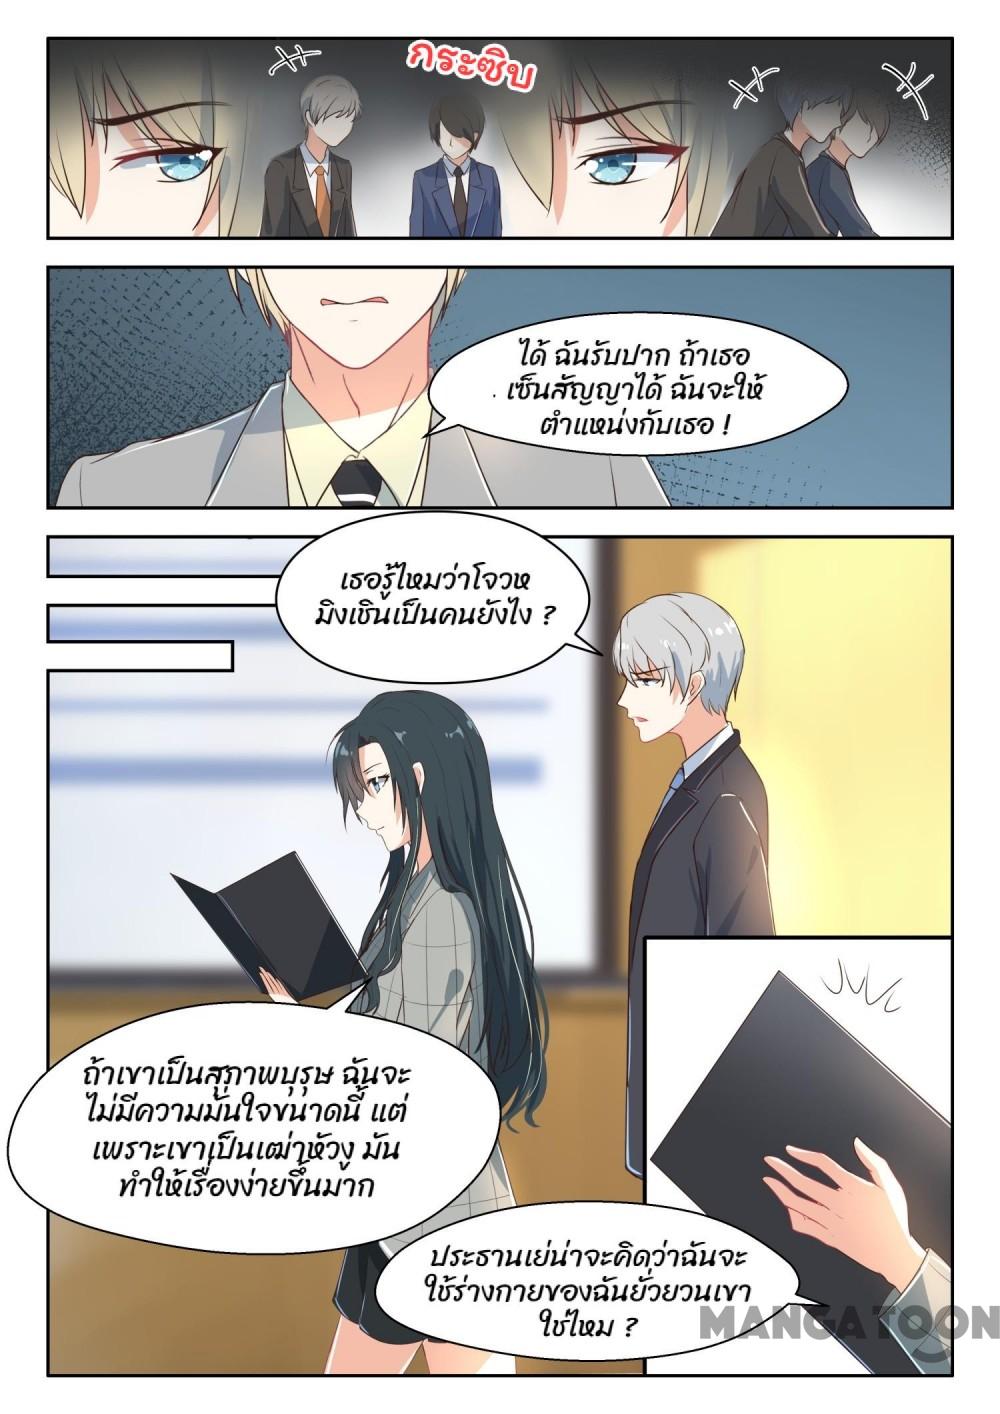 กระซิบ
ได้ ฉันรับปาก ถ้าเธอ
เซ็นสัญญาได้ ฉันจะให้
ตำแหน่งกับเธอ !
เธอรู้ไหมว่าโจวห
มิงเชินเป็นคนยังไง ?
ถ้าเขาเป็นสุภาพบุรุษ ฉันจะ
ไม่มีความมั่นใจขนาดนี้ แต่
เพราะเขาเป็นเฒ่าหัวงู มัน
ทำให้เรื่องง่ายขึ้นมาก
ประธานเย่น่าจะคิดว่าฉันจะ
ใช้ร่างกายของฉันยั่วยวนเขา
ใช่ไหม ?
MANGATOON